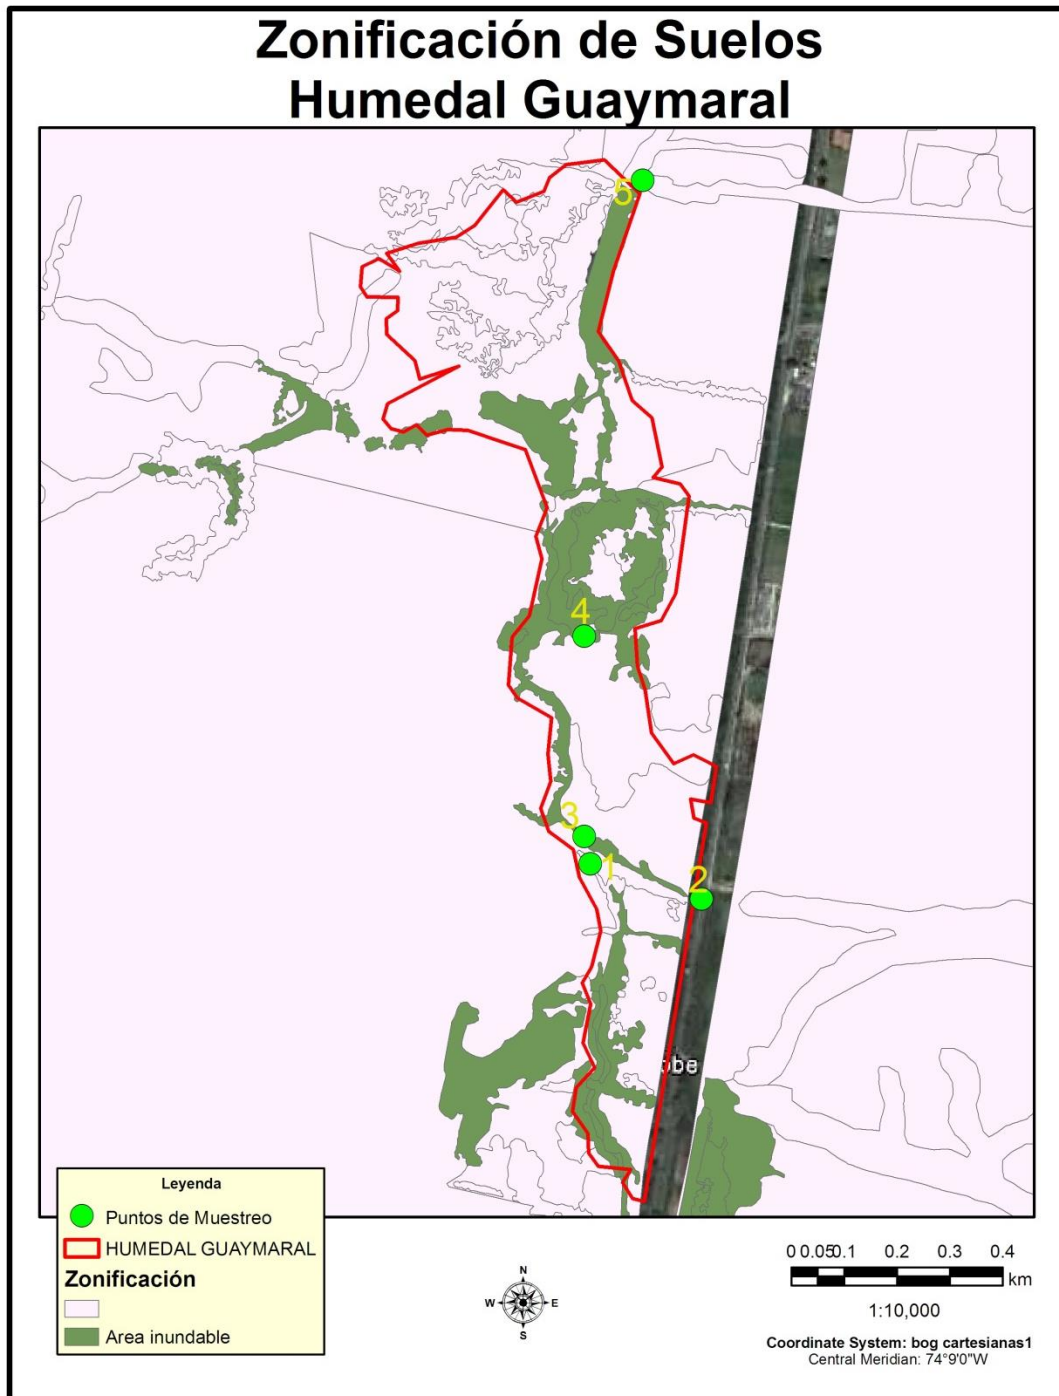 Zonificación de Suelos
Humedal Guaymaral
5
4
3
1
2
Leyenda
Puntos de Muestreo
HUMEDAL GUAYMARAL
Zonificación
Area inundable
N
W E
S
0 0.05 0.1 0.2 0.3 0.4
km
1:10,000
Coordinate System: bog cartesianas1
Central Meridian: 74°9'0"W